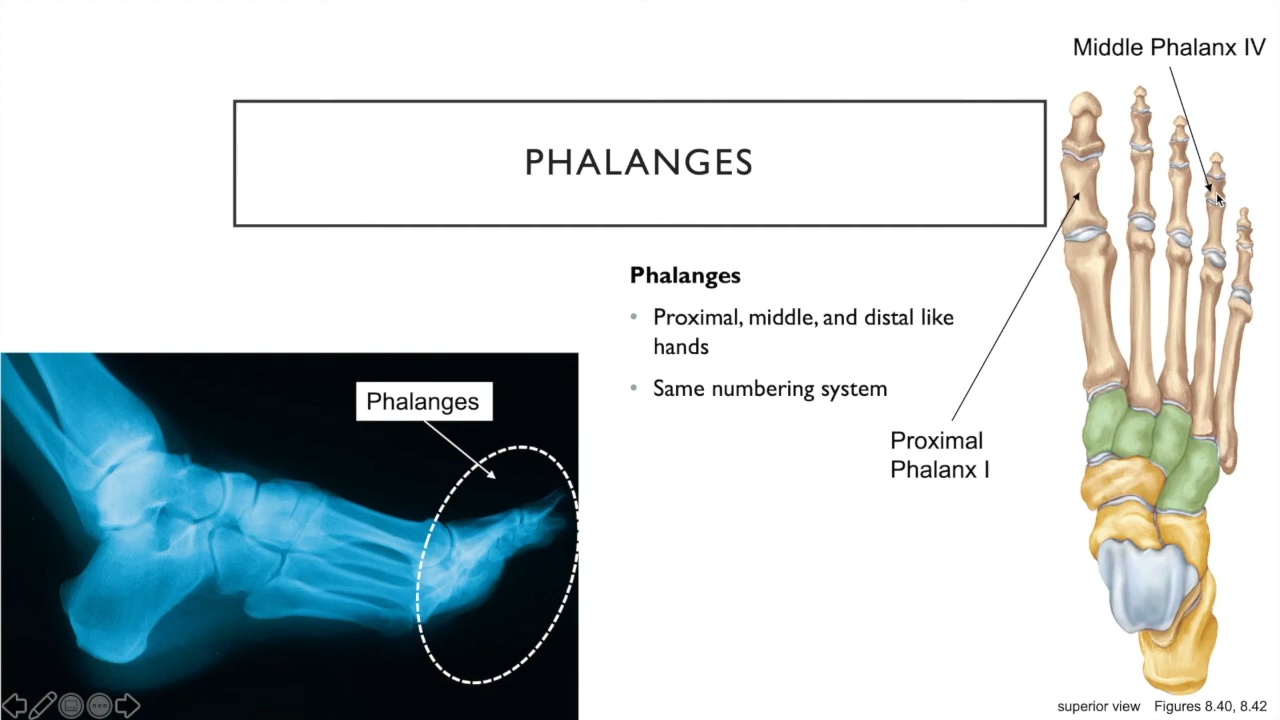 Middle Phalanx IV
PHALANGES
Phalanges
Proximal, middle, and distal like
hands
Same numbering system
Phalanges
Proximal
Phalanx I
superior view Figures 8.40, 8.42